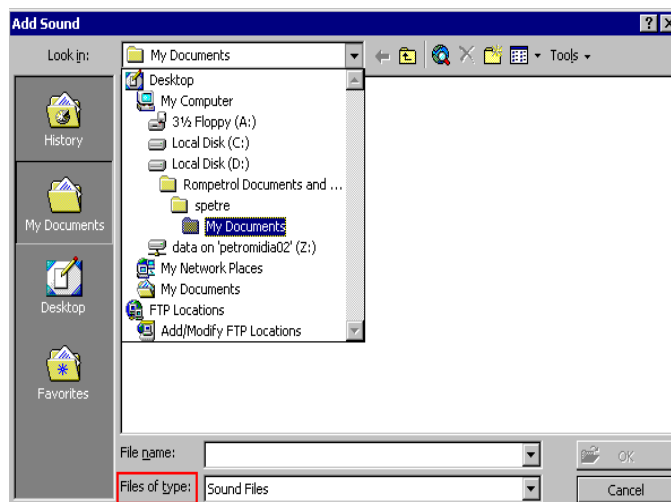 Add Sound
Look in: My Documents Tools
Desktop
My Computer
3½ Floppy (A:)
History
Local Disk (C:)
Local Disk (D:)
Rompetrol Documents and ...
spetre
My Documents
My Documents
data on 'petromidia02' (Z:)
My Network Places
My Documents
Desktop
FTP Locations
Add/Modify FTP Locations
Favorites
File name:
OK
Files of type: Sound Files
Cancel